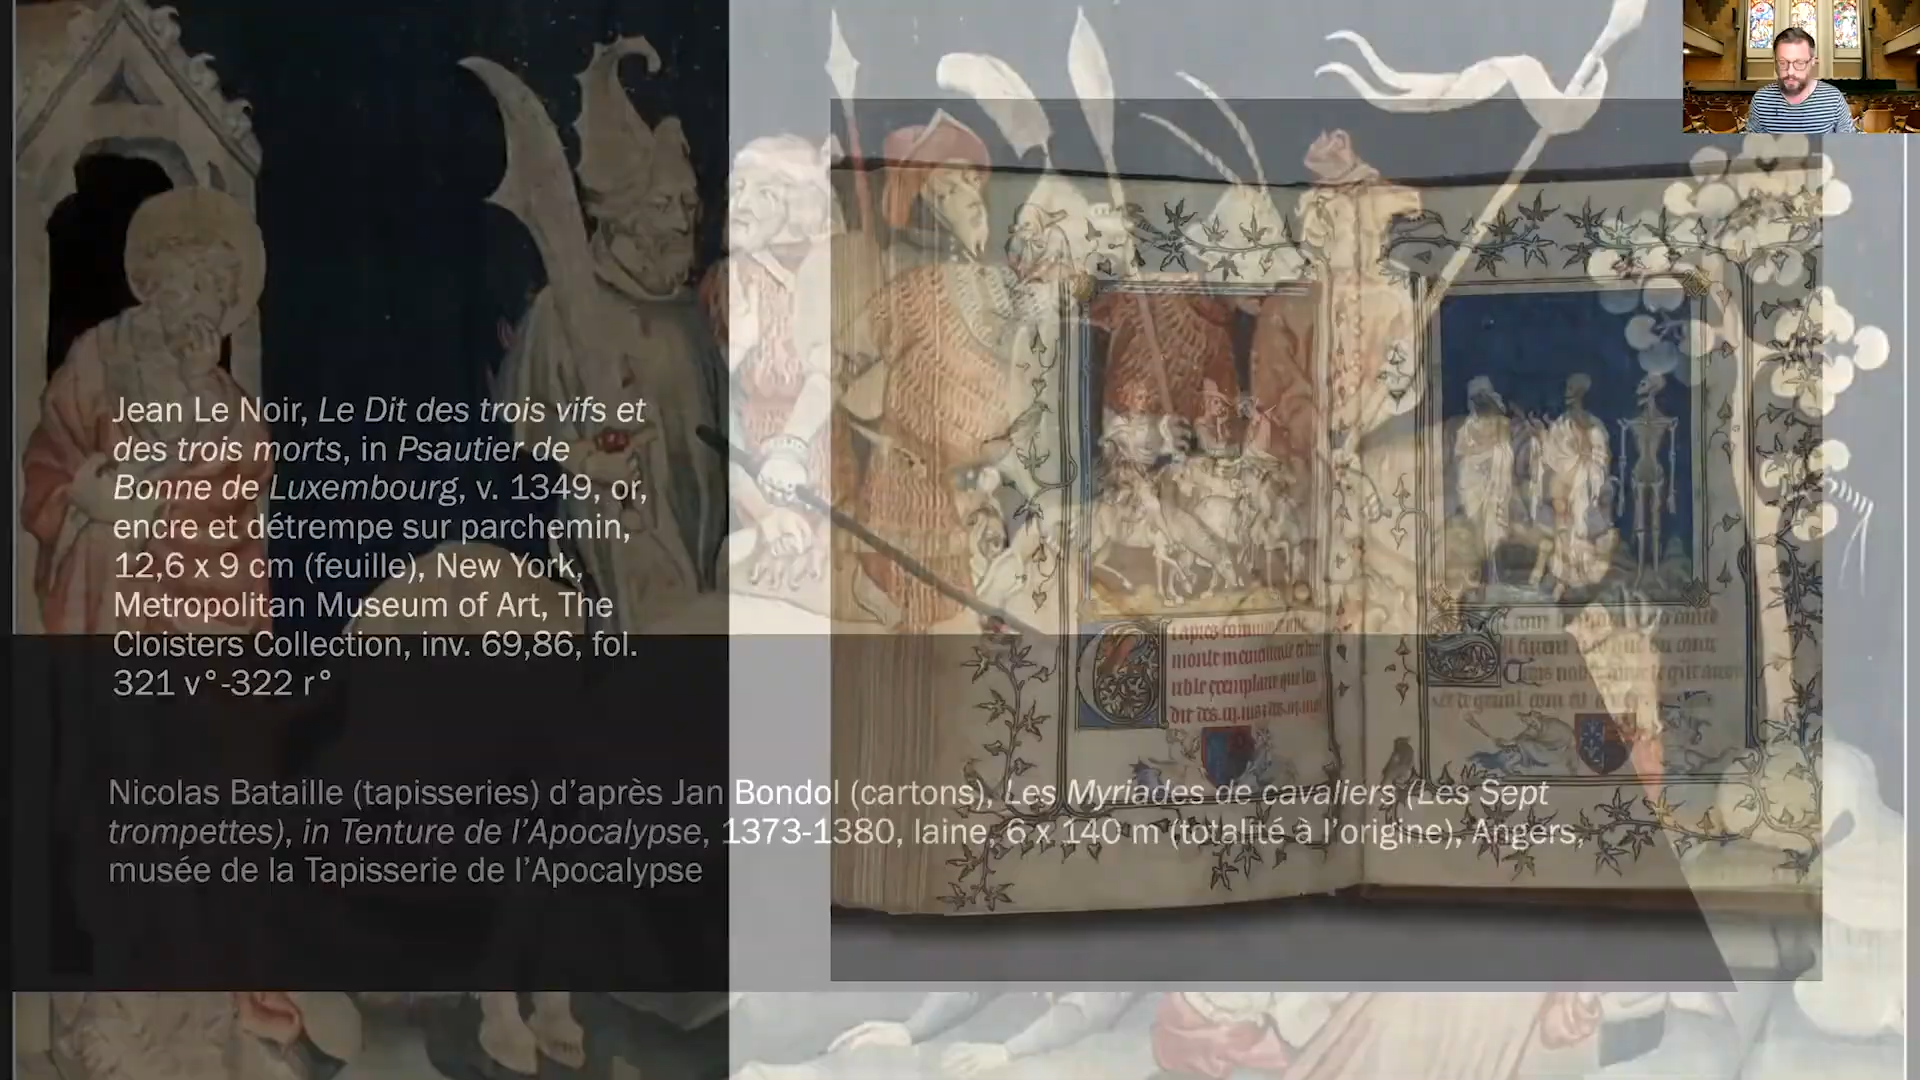 Jean Le Noir, Le Dit des trois vifs et
des trois morts, in Psautier de
Bonne de Luxembourg, v. 1349, or,
encre et détrempe sur parchemin,
12,6 x 9 cm (feuille), New York,
Metropolitan Museum of Art, The
Cloisters Collection, inv. 69,86, fol.
321 v°-322 r°
Nicolas Bataille (tapisseries) d’après Jan Bondol (cartons), Les Myriades de cavaliers (Les Sept
trompettes), in Tenture de l’Apocalypse, 1373-1380, laine, 6 x 140 m (totalité à l’origine), Angers,
musée de la Tapisserie de l’Apocalypse